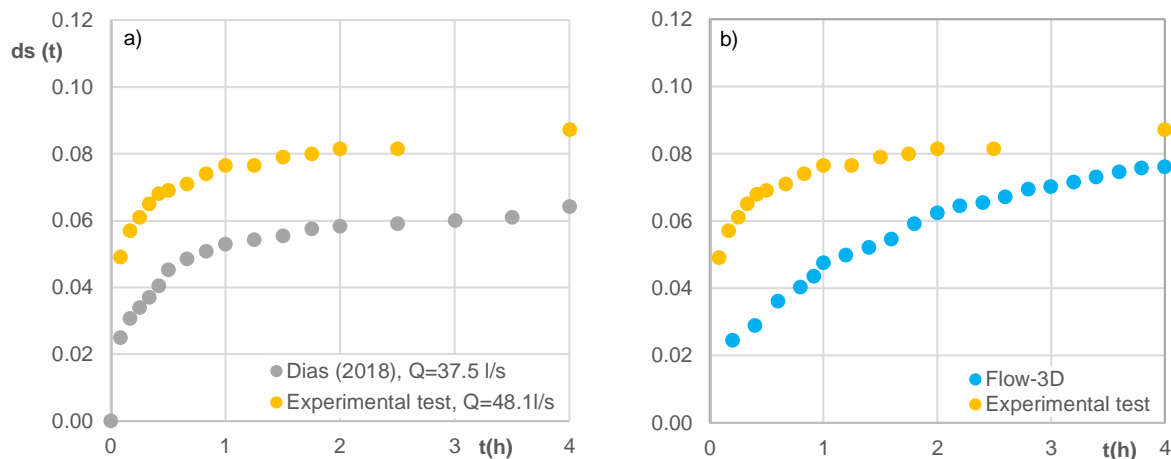 0.12
a)
ds (t)
0.10
0.08
0.06
0.04
0.02
0.00
Dias (2018), Q=37.5 l/s
Experimental test, Q=48.1l/s
0
1
2
3
t(h)
4
0.12
b)
0.10
0.08
0.06
0.04
0.02
0.00
Flow-3D
Experimental test
0
1
2
3
t(h)
4